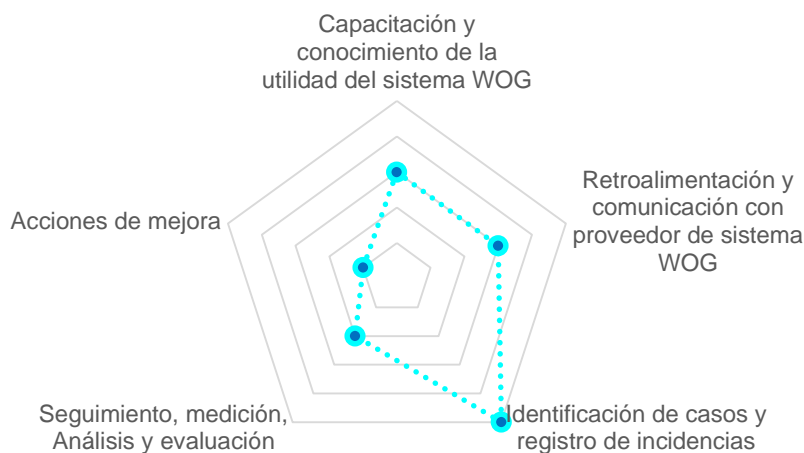 Capacitación y
conocimiento de la
utilidad del sistema WOG
Retroalimentación y
comunicación con
proveedor de sistema
WOG
Identificación de casos y
registro de incidencias
Seguimiento, medición,
Análisis y evaluación
Acciones de mejora